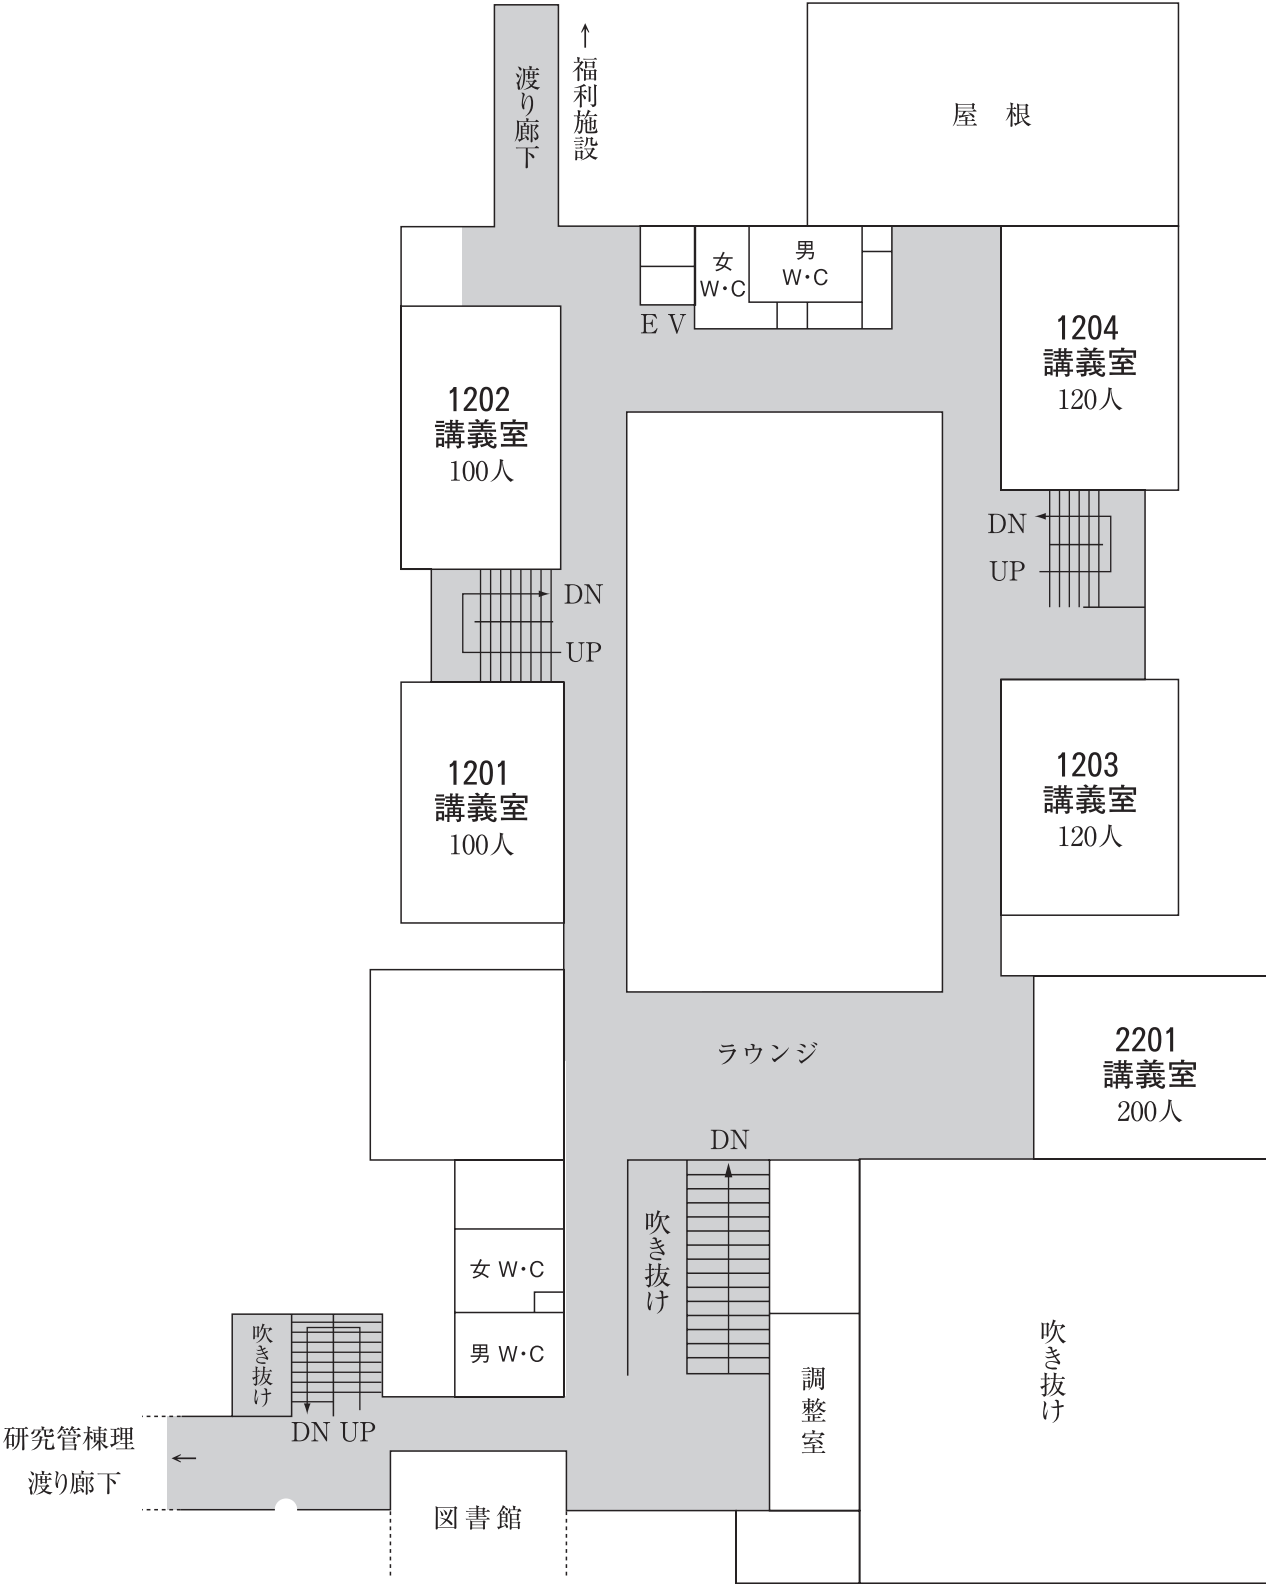 ↑福利施設
渡り廊下
屋 根
女
W・C
男
W・C
EV
1204
講義室
120人
1202
講義室
100人
DN
UP
DN
UP
1201
講義室
100人
1203
講義室
120人
ラウンジ
2201
講義室
200人
DN
吹き抜け
女 W・C
男 W・C
吹き抜け
DN UP
調整室
吹き抜け
研究管棟理
渡り廊下
←
図書館